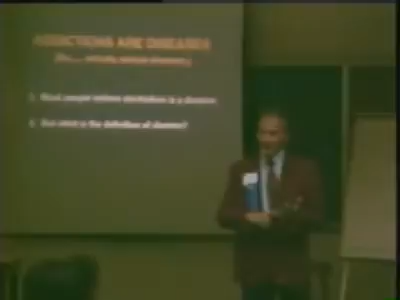 ADDICTIONS ARE DISEASES
1. Most people believe alcoholism is a disease
2. But what is the definition of disease?